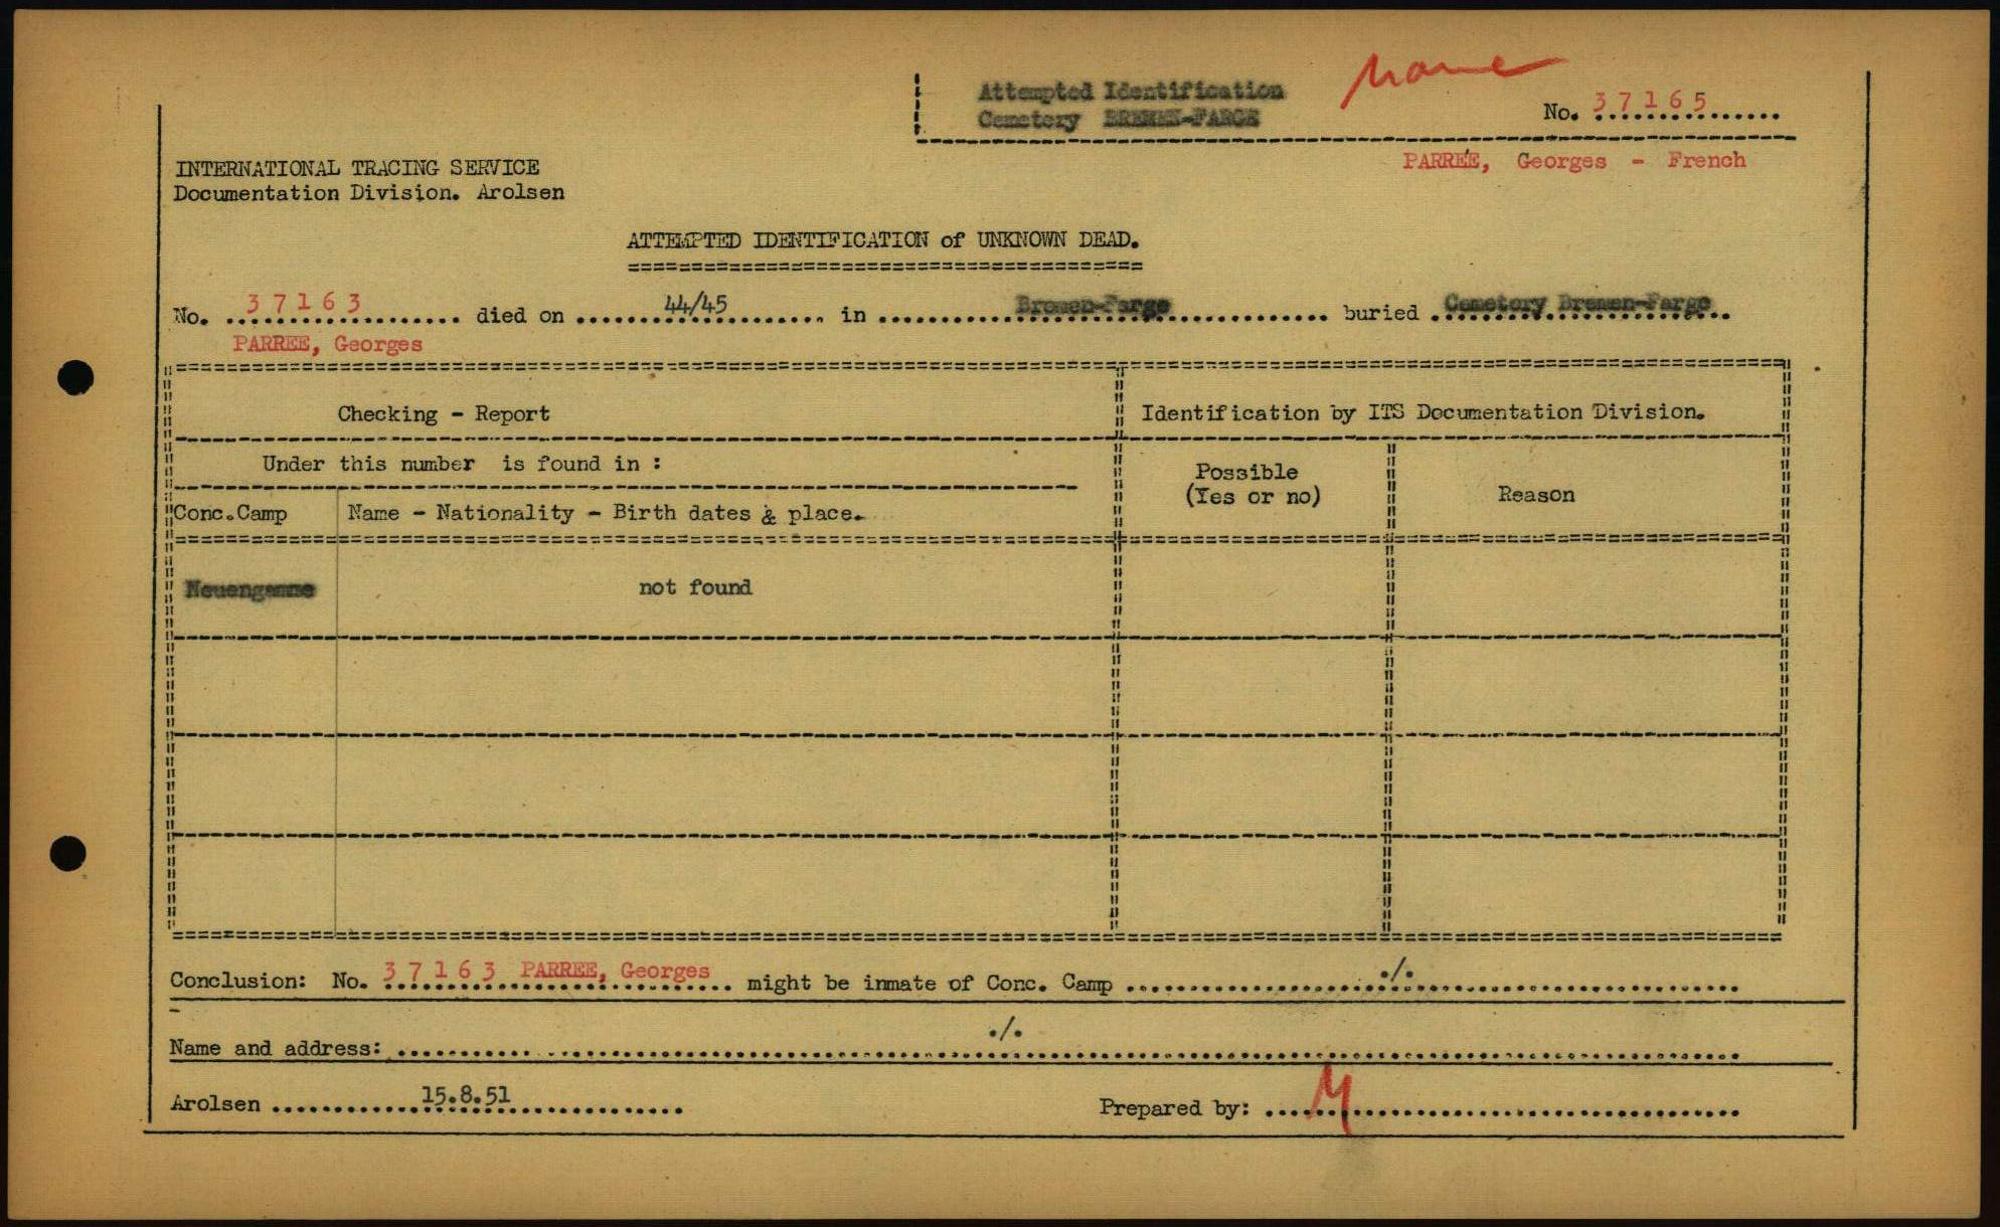 Attempted Identification
Cemetery BREMEN-FARGE
No. 37165
PARRÉE, Georges - French
INTERNATIONAL TRACING SERVICE
Documentation Division. Arolsen
ATTEMPTED IDENTIFICATION of UNKNOWN DEAD.
No. 37163 died on 44/45 in Bremen-Farge buried Cemetery Bremen-Farge
PARREE, Georges
Checking - Report
Identification by ITS Documentation Division.
Under this number is found in :
Possible
(Yes or no)
Reason
Conc.Camp
Name - Nationality - Birth dates & place.
Neuengamme
not found
Conclusion: No. 37163 PARREE, Georges might be inmate of Conc. Camp ./.
Name and address: ./.
Arolsen 15.8.51
Prepared by: